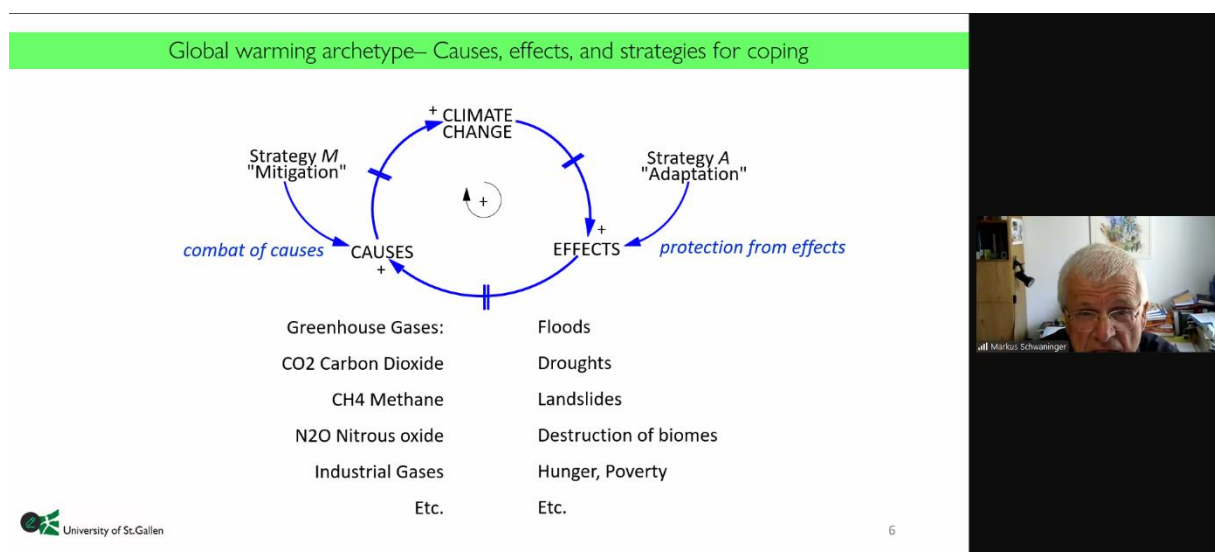 Global warming archetype– Causes, effects, and strategies for coping
+ CLIMATE
CHANGE
Strategy M
"Mitigation"
Strategy A
"Adaptation"
+
combat of causes
CAUSES
+
+
EFFECTS
protection from effects
Greenhouse Gases:
Floods
CO2 Carbon Dioxide
Droughts
CH4 Methane
Landslides
N2O Nitrous oxide
Destruction of biomes
Industrial Gases
Hunger, Poverty
Etc.
Etc.
University of St.Gallen
6
Markus Schwaninger